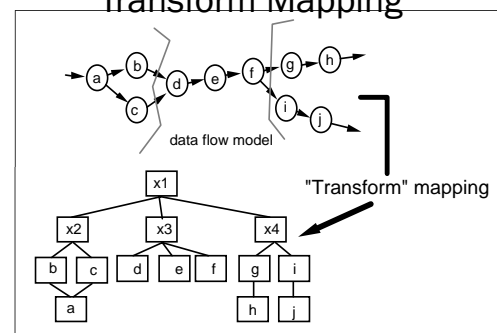 Transform Mapping
b
g
h
a
d
e
f
c
i
j
data flow model
"Transform" mapping
x1
x2
x3
x4
b
c
d
e
f
g
i
a
h
j